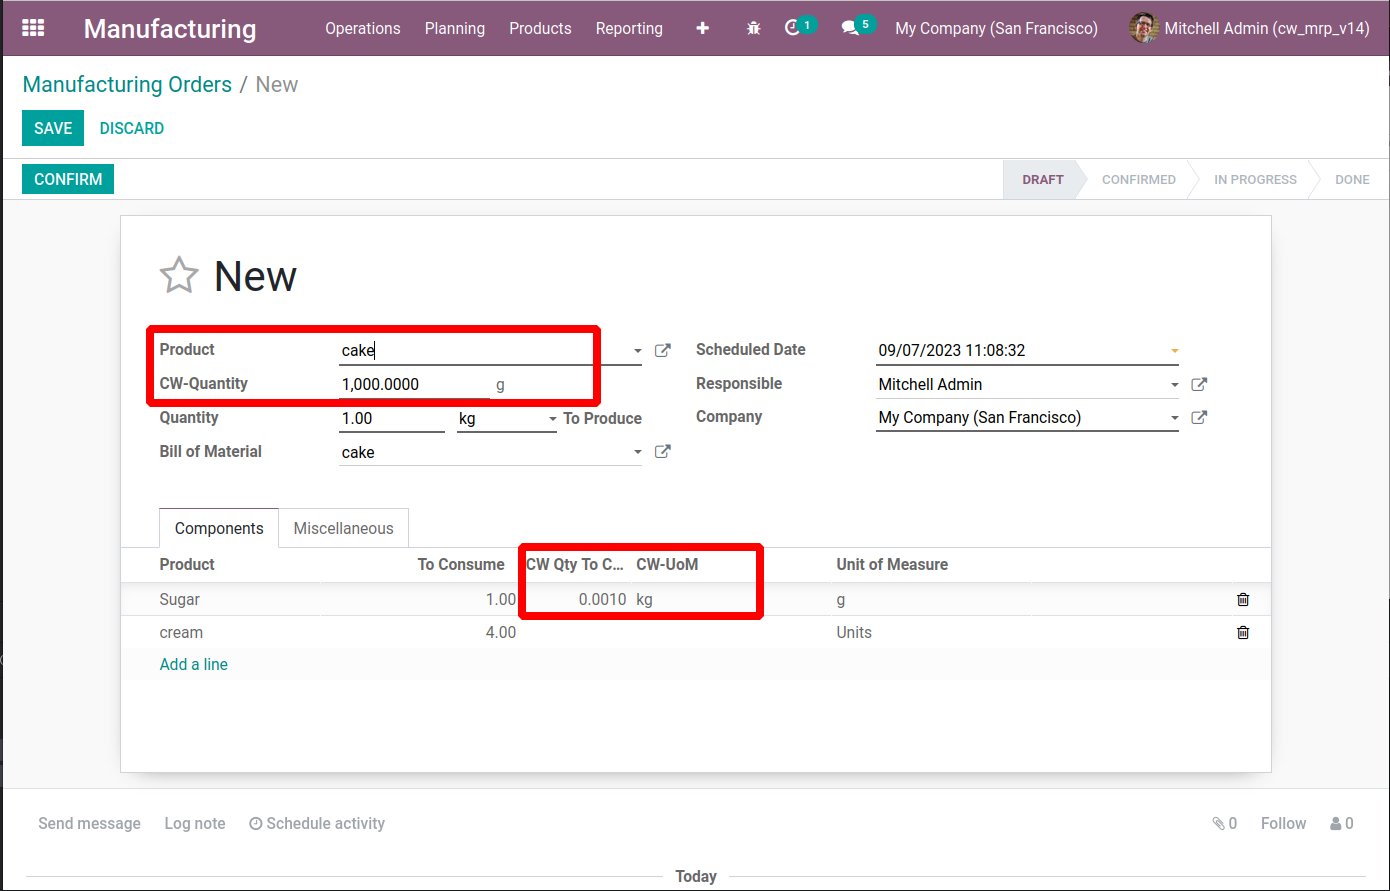 Manufacturing Operations Planning Products Reporting 1 5 My Company (San Francisco) Mitchell Admin (cw_mrp_v14)
Manufacturing Orders / New
SAVE DISCARD
CONFIRM DRAFT CONFIRMED IN PROGRESS DONE
New
Product cake Scheduled Date 09/07/2023 11:08:32
CW-Quantity 1,000.0000 g Responsible Mitchell Admin
Quantity 1.00 kg To Produce Company My Company (San Francisco)
Bill of Material cake
Components Miscellaneous
Product To Consume CW Qty To C... CW-UoM Unit of Measure
Sugar 1.00 0.0010 kg g
cream 4.00 Units
Add a line
Send message Log note Schedule activity 0 Follow 0
Today